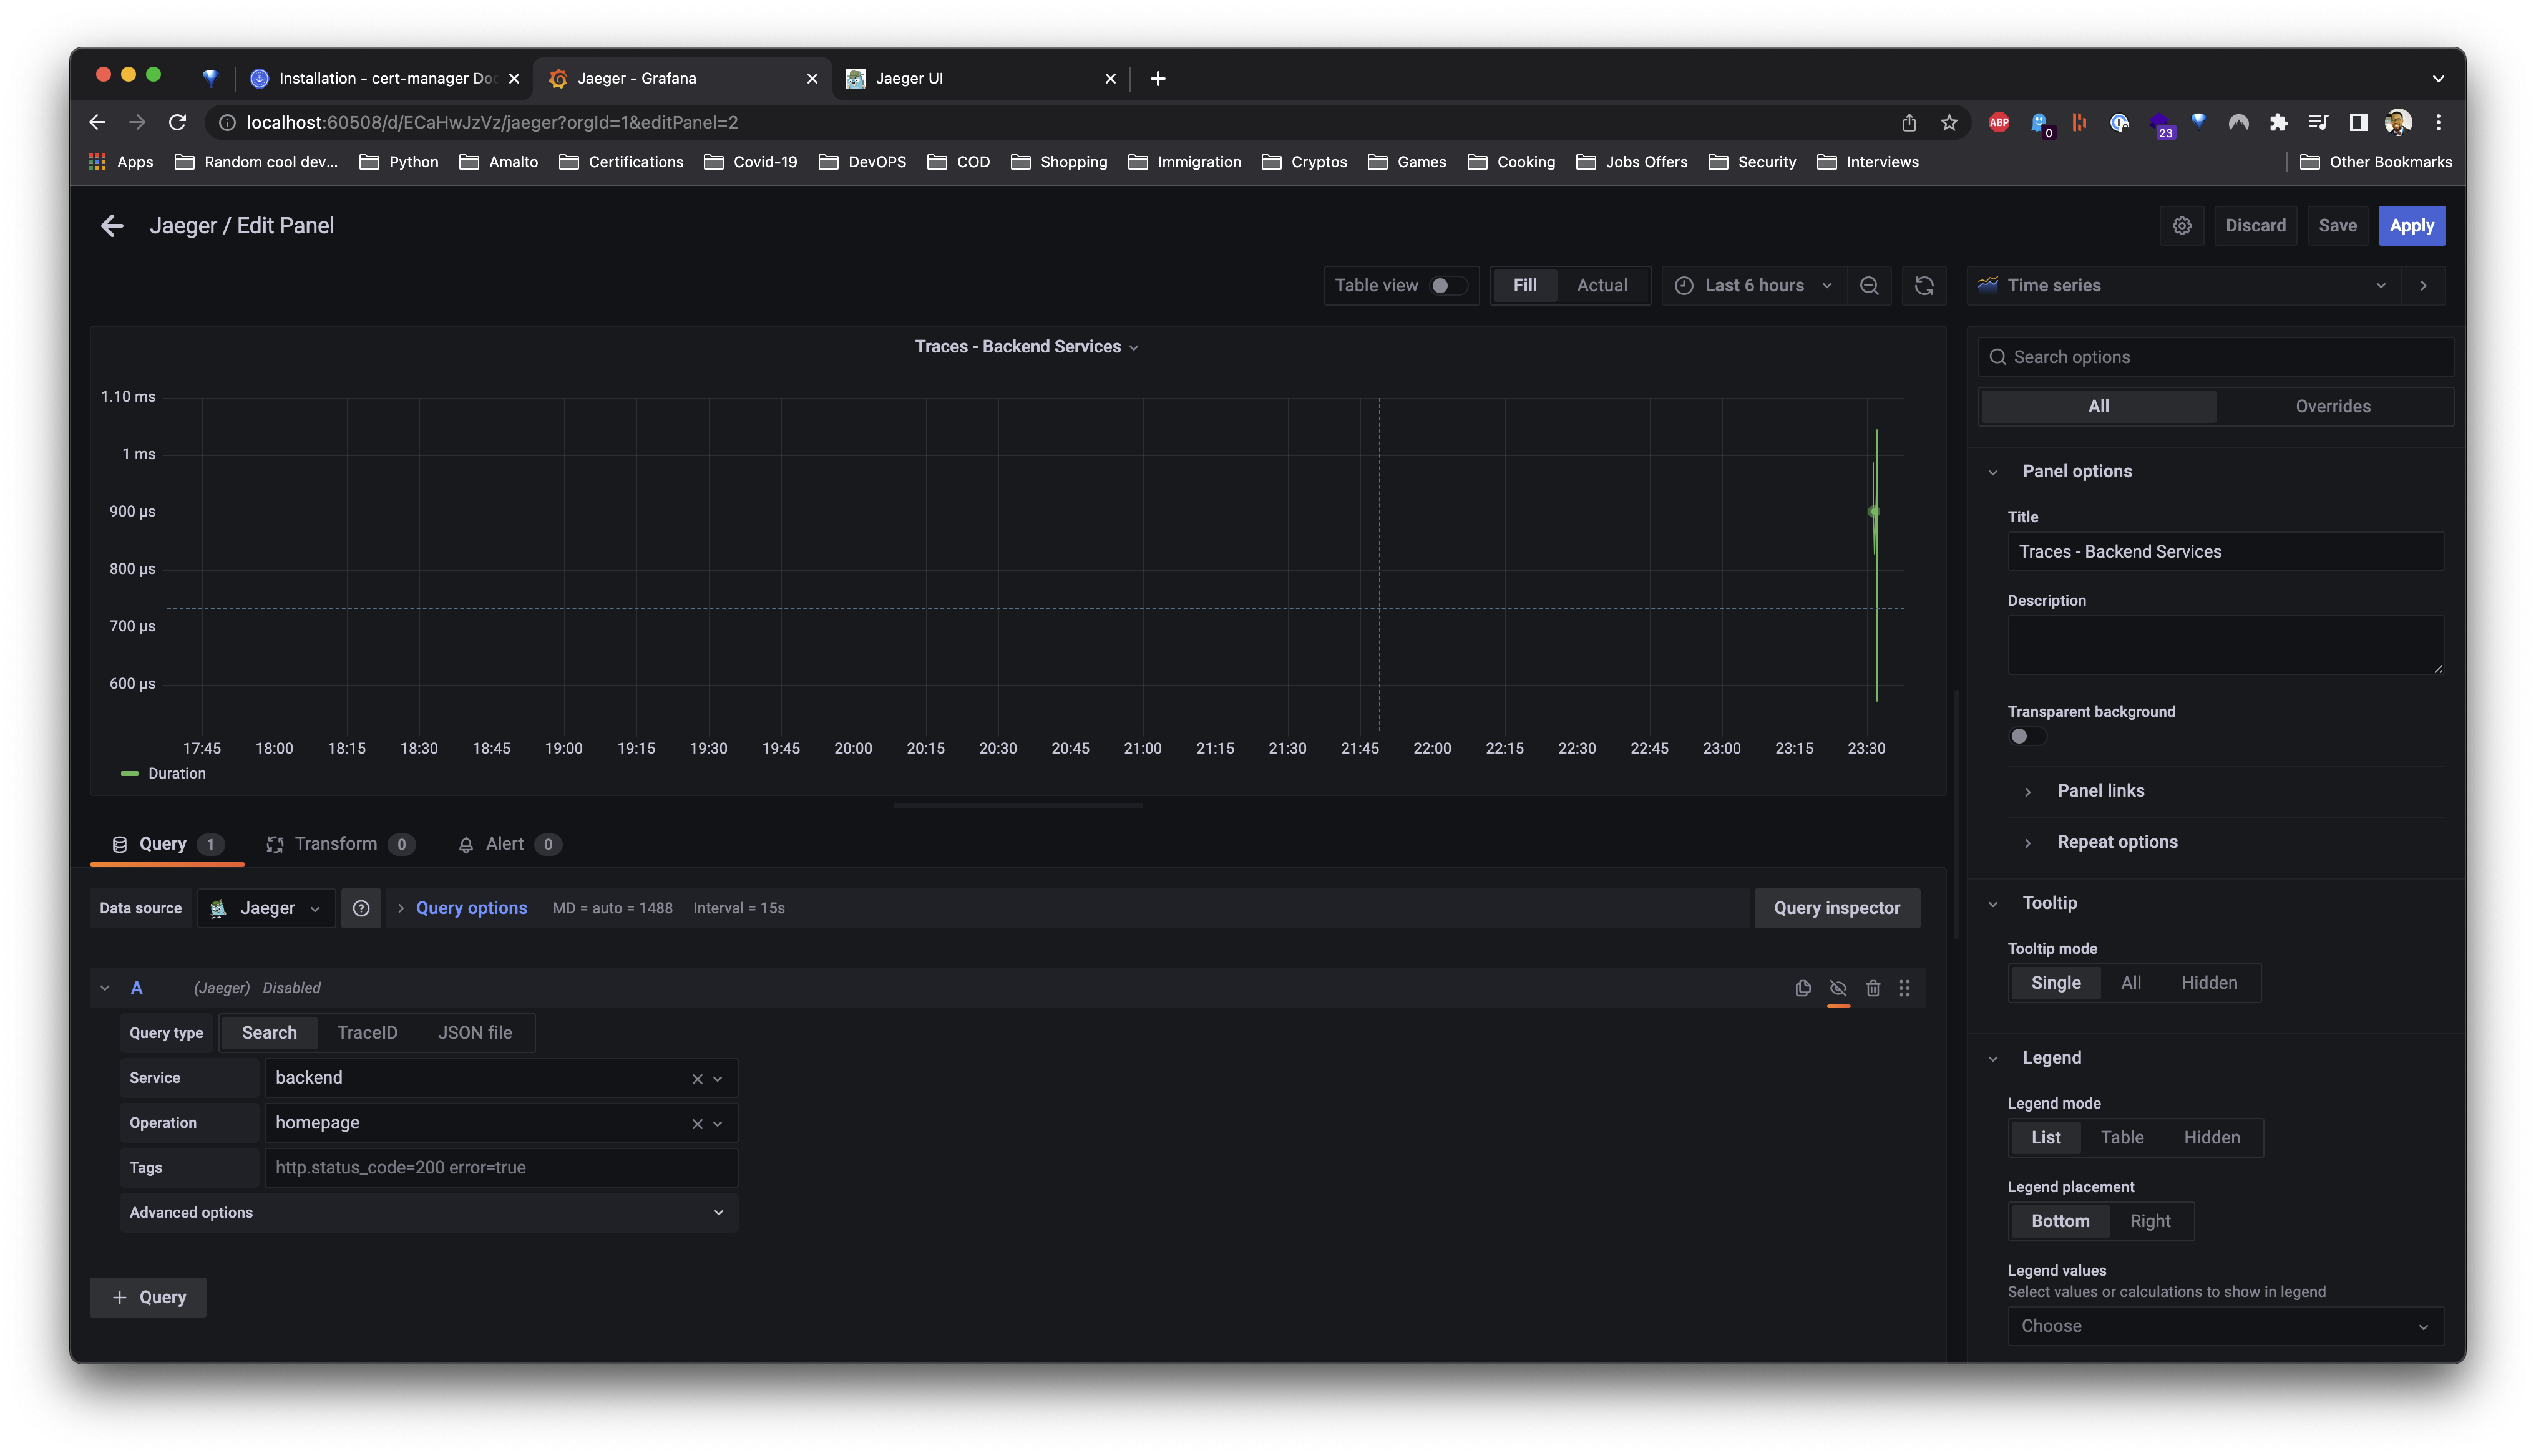 Installation - cert-manager Doc
Jaeger - Grafana
Jaeger UI
localhost:60508/d/ECaHwJzVz/jaeger?orgId=1&editPanel=2
ABP
0
23
Apps
Random cool dev...
Python
Amalto
Certifications
Covid-19
DevOPS
COD
Shopping
Immigration
Cryptos
Games
Cooking
Jobs Offers
Security
Interviews
Other Bookmarks
Jaeger / Edit Panel
Discard
Save
Apply
Table view
Fill
Actual
Last 6 hours
Time series
Traces - Backend Services
1.10 ms
1 ms
900 µs
800 µs
700 µs
600 µs
17:45 18:00 18:15 18:30 18:45 19:00 19:15 19:30 19:45 20:00 20:15 20:30 20:45 21:00 21:15 21:30 21:45 22:00 22:15 22:30 22:45 23:00 23:15 23:30
Duration
Query 1
Transform 0
Alert 0
Data source
Jaeger
Query options
MD = auto = 1488
Interval = 15s
Query inspector
A
(Jaeger) Disabled
Query type
Search
TraceID
JSON file
Service
backend
Operation
homepage
Tags
http.status_code=200 error=true
Advanced options
+ Query
Search options
All
Overrides
Panel options
Title
Traces - Backend Services
Description
Transparent background
Panel links
Repeat options
Tooltip
Tooltip mode
Single
All
Hidden
Legend
Legend mode
List
Table
Hidden
Legend placement
Bottom
Right
Legend values
Select values or calculations to show in legend
Choose